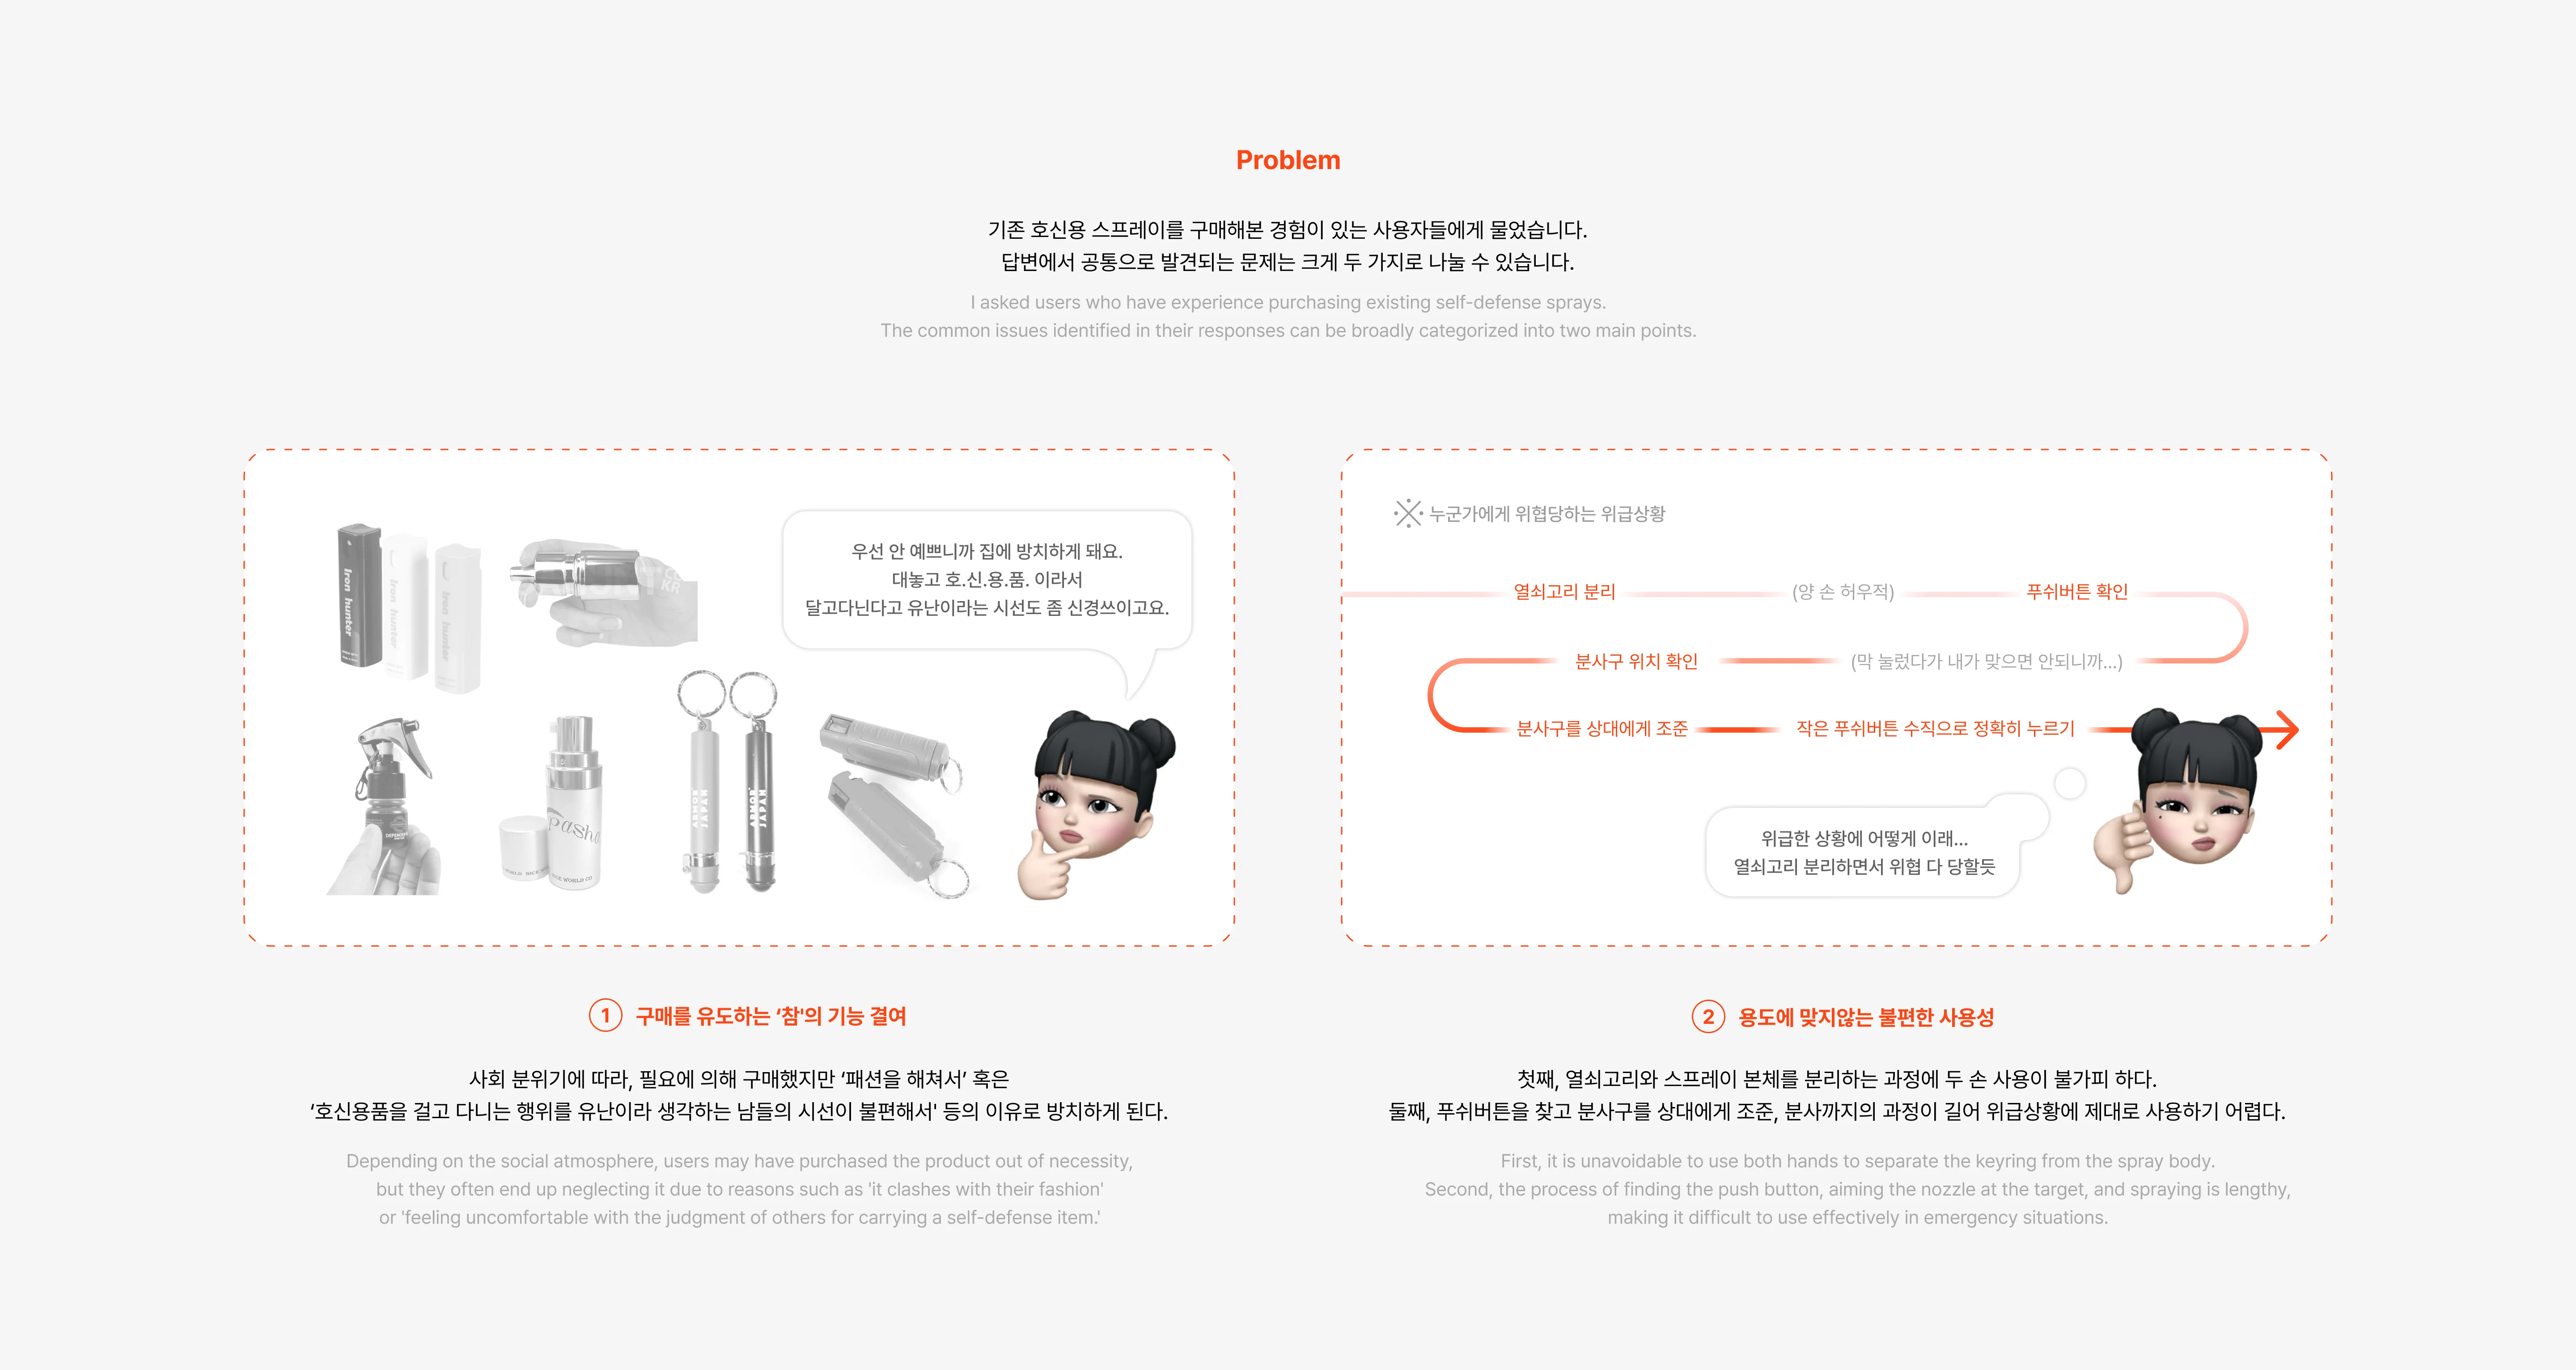 Problem
기존 호신용 스프레이를 구매해본 경험이 있는 사용자들에게 물었습니다.
답변에서 공통으로 발견되는 문제는 크게 두 가지로 나눌 수 있습니다.
I asked users who have experience purchasing existing self-defense sprays.
The common issues identified in their responses can be broadly categorized into two main points.
Iron hunter
Iron hunter
Iron hunter
CO
KR
우선 안 예쁘니까 집에 방치하게 돼요.
대놓고 호.신.용.품. 이라서
달고다닌다고 유난이라는 시선도 좀 신경쓰이고요.
pasha
ARMOR JAPAN
ARMOR JAPAN
① 구매를 유도하는 ‘참'의 기능 결여
사회 분위기에 따라, 필요에 의해 구매했지만 ‘패션을 해쳐서’ 혹은
‘호신용품을 걸고 다니는 행위를 유난이라 생각하는 남들의 시선이 불편해서' 등의 이유로 방치하게 된다.
Depending on the social atmosphere, users may have purchased the product out of necessity,
but they often end up neglecting it due to reasons such as 'it clashes with their fashion'
or 'feeling uncomfortable with the judgment of others for carrying a self-defense item.'
※ 누군가에게 위협당하는 위급상황
열쇠고리 분리 (양 손 허우적) 푸쉬버튼 확인
분사구 위치 확인 (막 눌렀다가 내가 맞으면 안되니까...)
분사구를 상대에게 조준 작은 푸쉬버튼 수직으로 정확히 누르기
위급한 상황에 어떻게 이래...
열쇠고리 분리하면서 위협 다 당할듯
② 용도에 맞지않는 불편한 사용성
첫째, 열쇠고리와 스프레이 본체를 분리하는 과정에 두 손 사용이 불가피 하다.
둘째, 푸쉬버튼을 찾고 분사구를 상대에게 조준, 분사까지의 과정이 길어 위급상황에 제대로 사용하기 어렵다.
First, it is unavoidable to use both hands to separate the keyring from the spray body.
Second, the process of finding the push button, aiming the nozzle at the target, and spraying is lengthy,
making it difficult to use effectively in emergency situations.